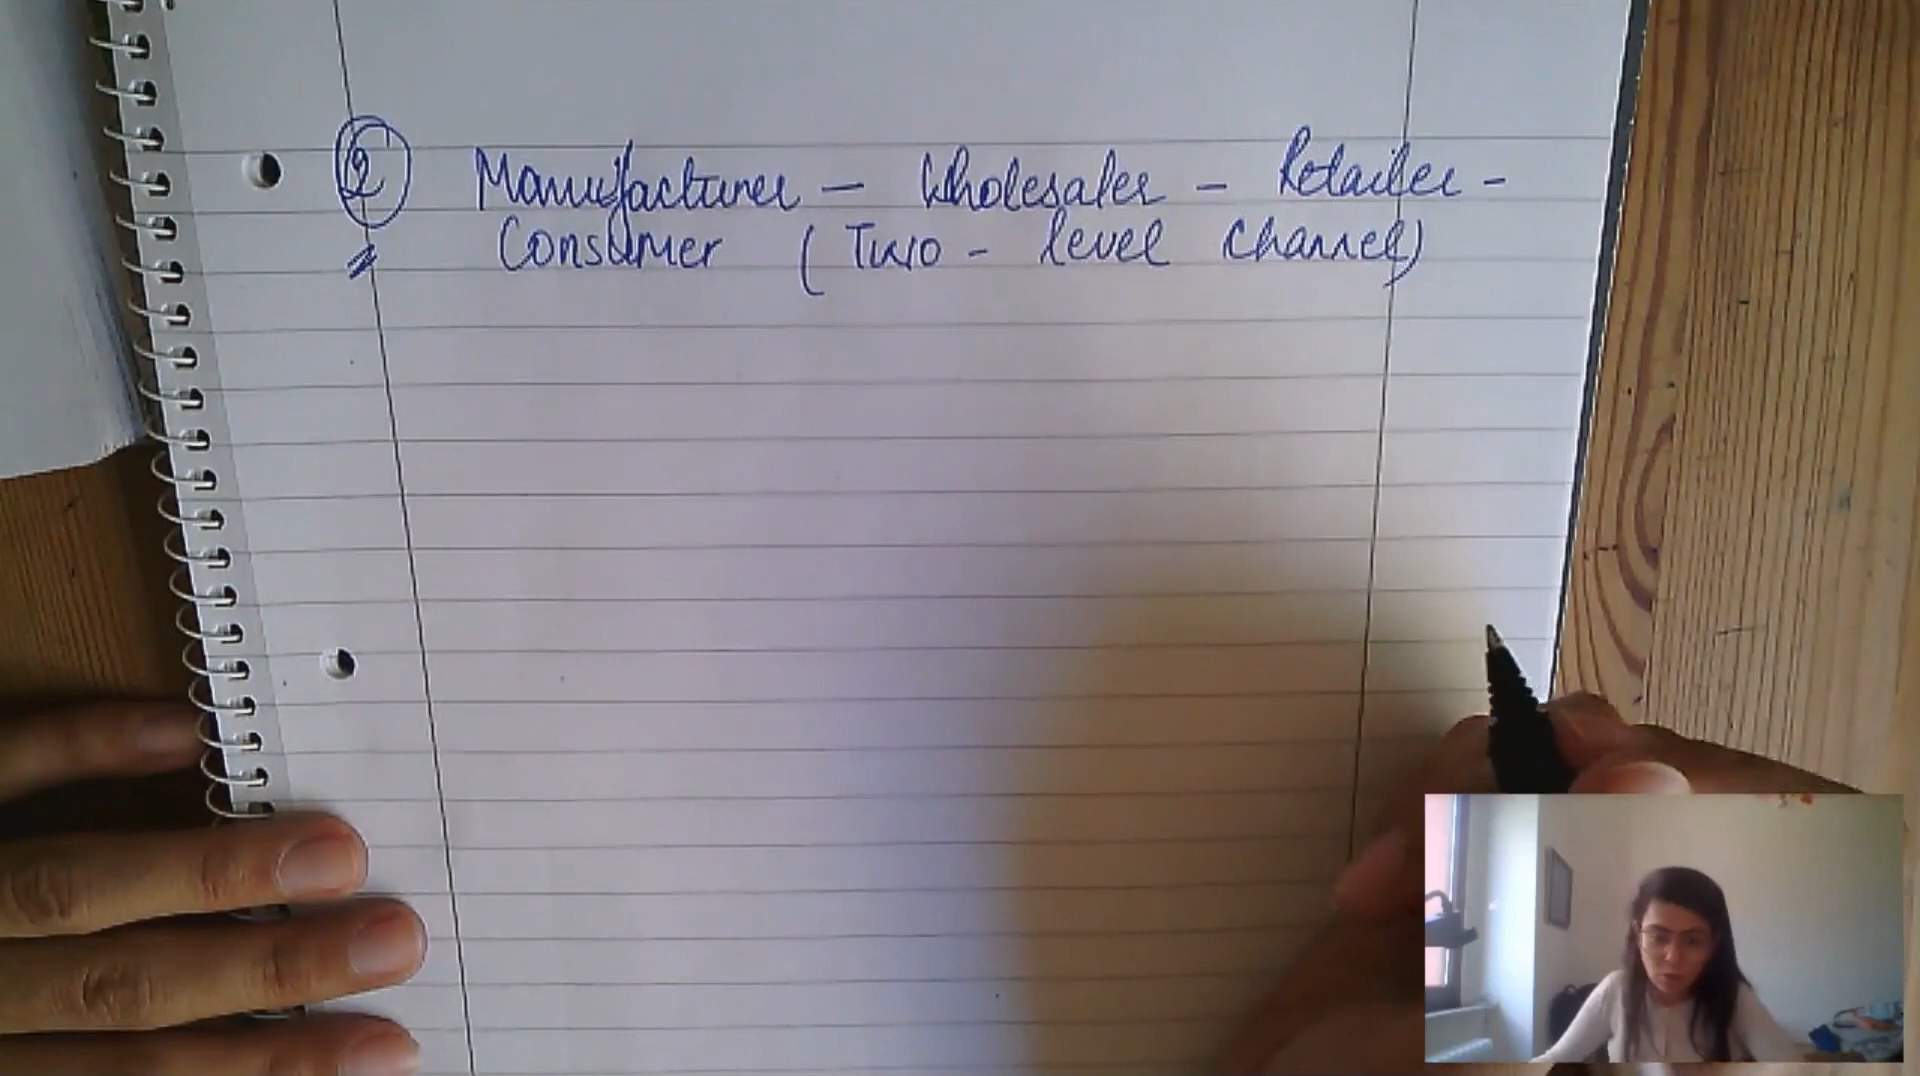 2 Manufacturer - Wholesaler - Retailer -
Consumer (Two - level channel)